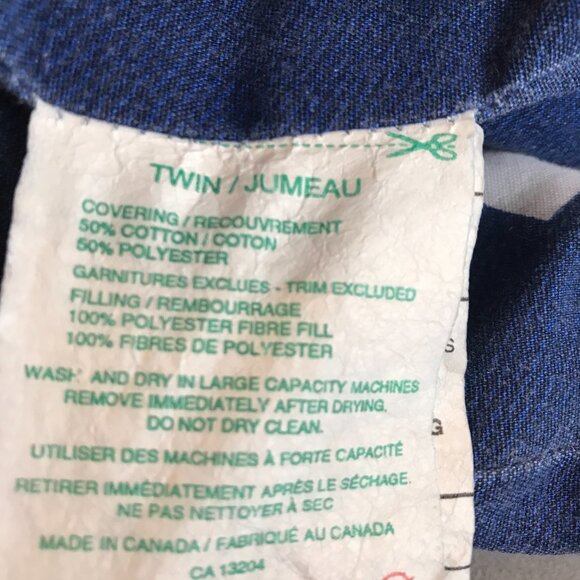 TWIN / JUMEAU
COVERING / RECOUVREMENT
50% COTTON / COTON
50% POLYESTER
GARNITURES EXCLUES - TRIM EXCLUDED
FILLING / REMBOURRAGE
100% POLYESTER FIBRE FILL
100% FIBRES DE POLYESTER
WASH AND DRY IN LARGE CAPACITY MACHINES
REMOVE IMMEDIATELY AFTER DRYING.
DO NOT DRY CLEAN.
UTILISER DES MACHINES À FORTE CAPACITÉ
RETIRER IMMÉDIATEMENT APRÈS LE SÉCHAGE.
NE PAS NETTOYER À SEC
MADE IN CANADA / FABRIQUÉ AU CANADA
CA 13204
S
G